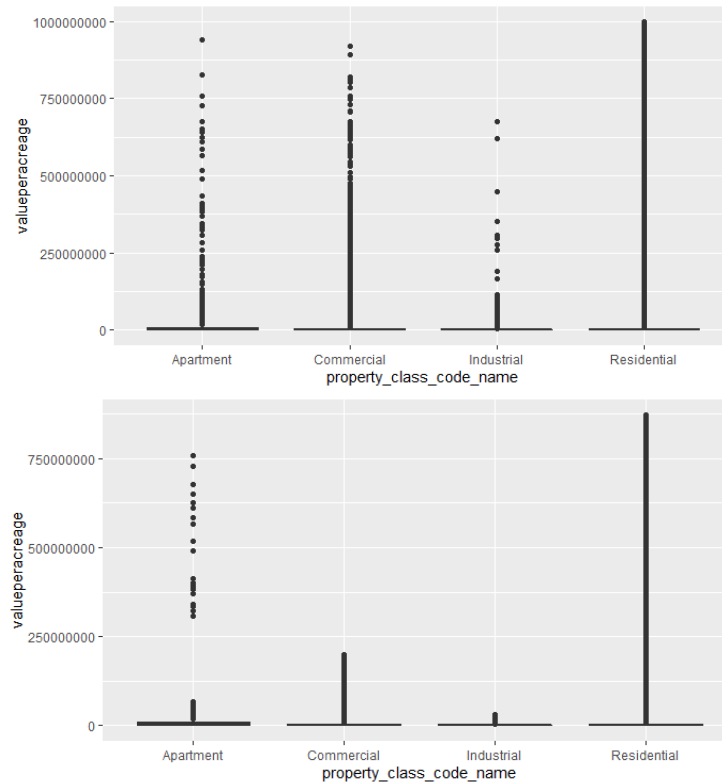 1000000000
750000000
500000000
250000000
0
valueperacreage
Apartment Commercial Industrial Residential
property_class_code_name
750000000
500000000
250000000
0
valueperacreage
Apartment Commercial Industrial Residential
property_class_code_name